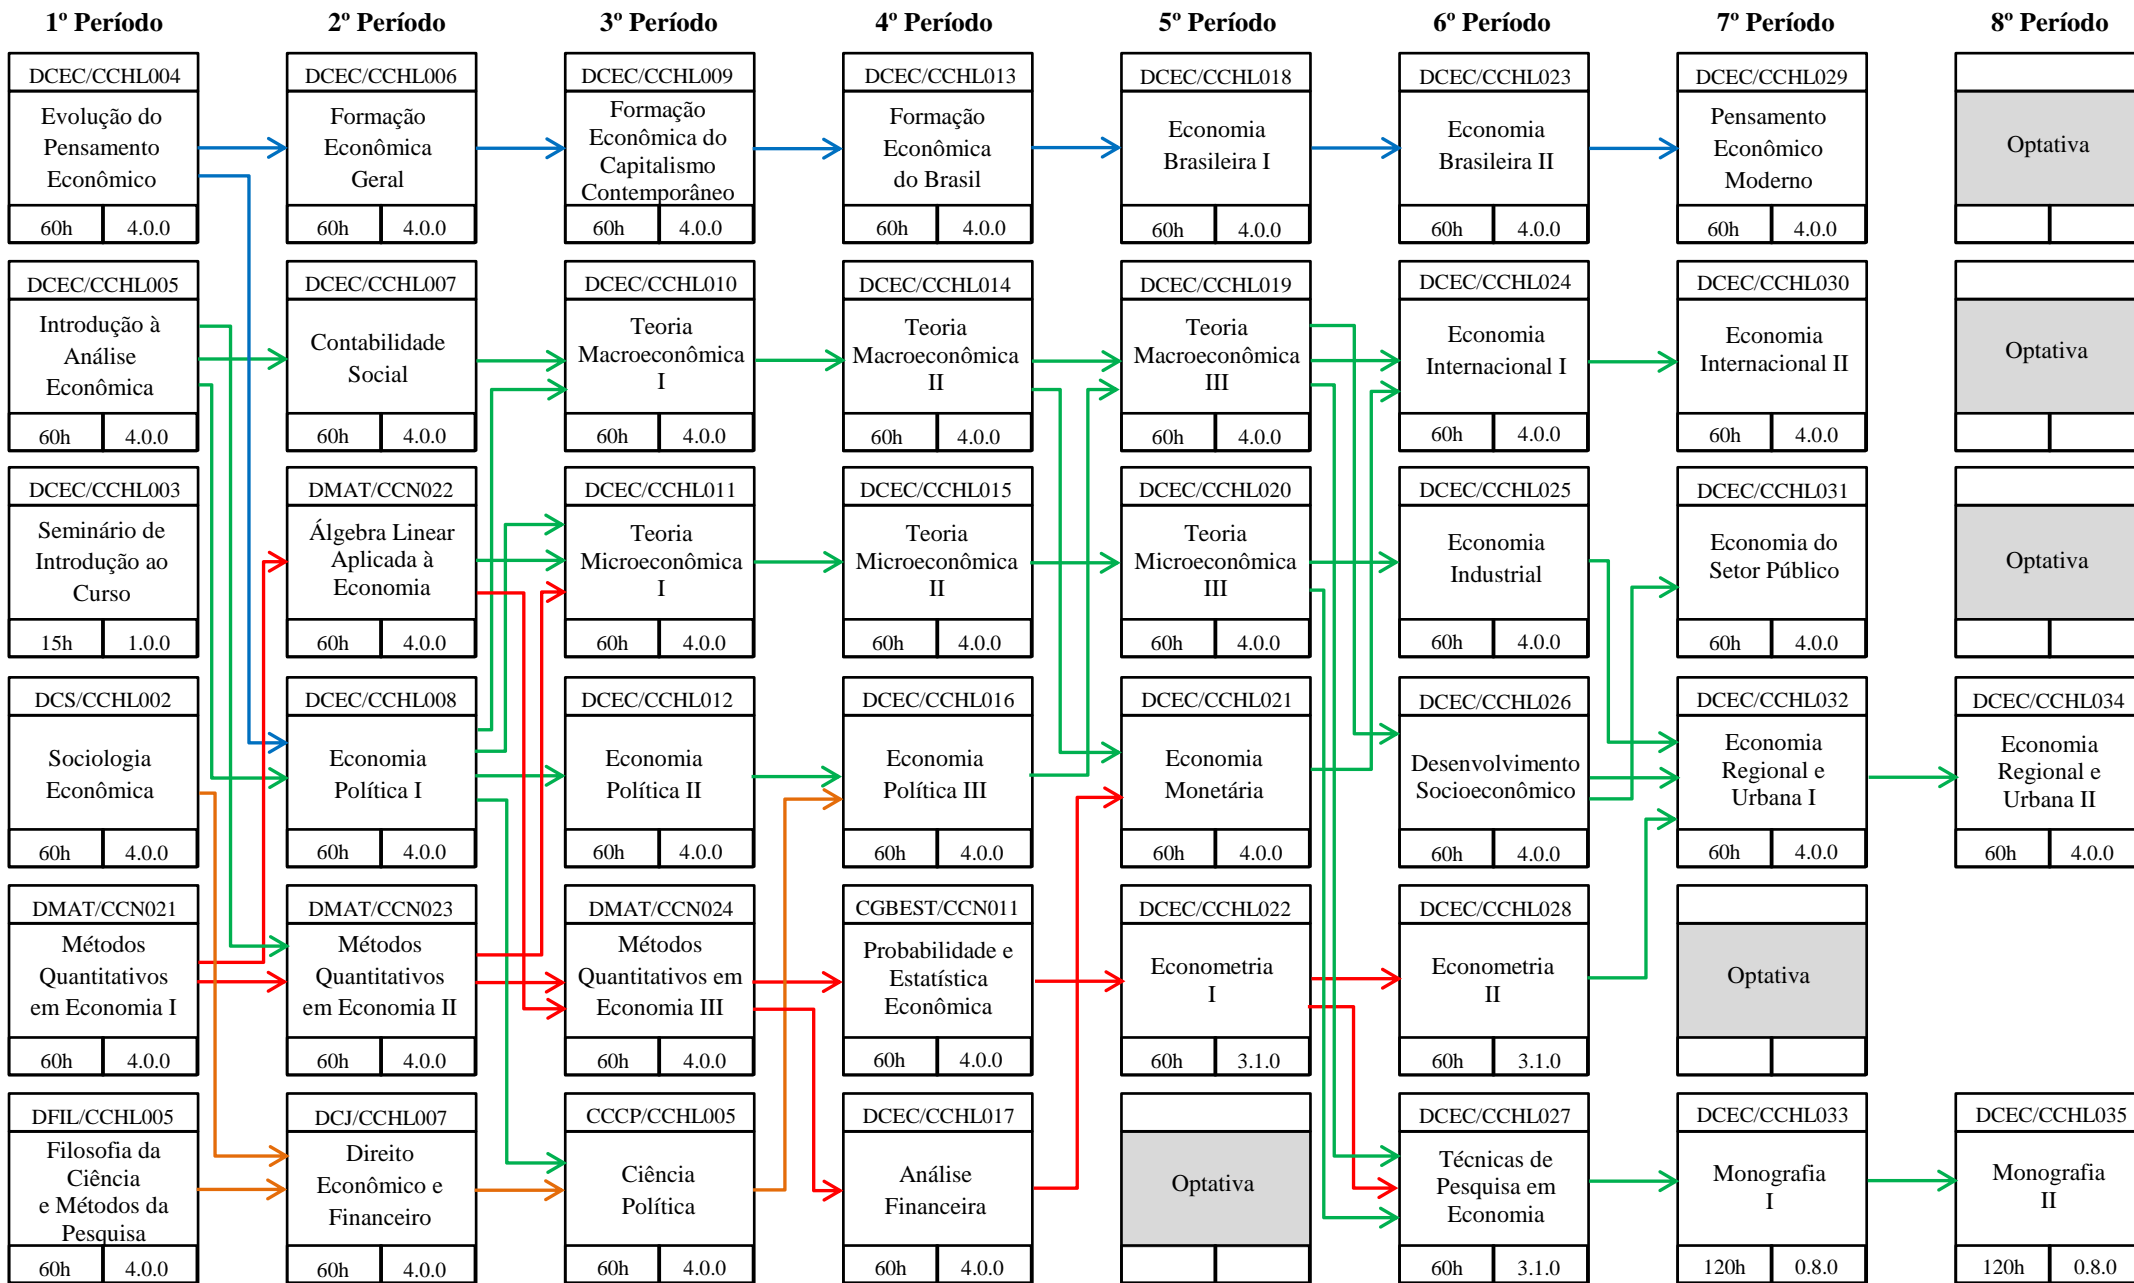 1º Período
2º Período
3º Período
4º Período
5º Período
6º Período
7º Período
8º Período
DCEC/CCHL004
Evolução do
Pensamento
Econômico
60h
4.0.0
DCEC/CCHL006
Formação
Econômica
Geral
60h
4.0.0
DCEC/CCHL009
Formação
Econômica do
Capitalismo
Contemporâneo
60h
4.0.0
DCEC/CCHL013
Formação
Econômica
do Brasil
60h
4.0.0
DCEC/CCHL018
Economia
Brasileira I
60h
4.0.0
DCEC/CCHL023
Economia
Brasileira II
60h
4.0.0
DCEC/CCHL029
Pensamento
Econômico
Moderno
60h
4.0.0
Optativa
DCEC/CCHL005
Introdução à
Análise
Econômica
60h
4.0.0
DCEC/CCHL007
Contabilidade
Social
60h
4.0.0
DCEC/CCHL010
Teoria
Macroeconômica
I
60h
4.0.0
DCEC/CCHL014
Teoria
Macroeconômica
II
60h
4.0.0
DCEC/CCHL019
Teoria
Macroeconômica
III
60h
4.0.0
DCEC/CCHL024
Economia
Internacional I
60h
4.0.0
DCEC/CCHL030
Economia
Internacional II
60h
4.0.0
Optativa
DCEC/CCHL003
Seminário de
Introdução ao
Curso
15h
1.0.0
DMAT/CCN022
Álgebra Linear
Aplicada à
Economia
60h
4.0.0
DCEC/CCHL011
Teoria
Microeconômica
I
60h
4.0.0
DCEC/CCHL015
Teoria
Microeconômica
II
60h
4.0.0
DCEC/CCHL020
Teoria
Microeconômica
III
60h
4.0.0
DCEC/CCHL025
Economia
Industrial
60h
4.0.0
DCEC/CCHL031
Economia do
Setor Público
60h
4.0.0
Optativa
DCS/CCHL002
Sociologia
Econômica
60h
4.0.0
DCEC/CCHL008
Economia
Política I
60h
4.0.0
DCEC/CCHL012
Economia
Política II
60h
4.0.0
DCEC/CCHL016
Economia
Política III
60h
4.0.0
DCEC/CCHL021
Economia
Monetária
60h
4.0.0
DCEC/CCHL026
Desenvolvimento
Socioeconômico
60h
4.0.0
DCEC/CCHL032
Economia
Regional e
Urbana I
60h
4.0.0
DCEC/CCHL034
Economia
Regional e
Urbana II
60h
4.0.0
DMAT/CCN021
Métodos
Quantitativos
em Economia I
60h
4.0.0
DMAT/CCN023
Métodos
Quantitativos
em Economia II
60h
4.0.0
DMAT/CCN024
Métodos
Quantitativos em
Economia III
60h
4.0.0
CGBEST/CCN011
Probabilidade e
Estatística
Econômica
60h
4.0.0
DCEC/CCHL022
Econometria
I
60h
3.1.0
DCEC/CCHL028
Econometria
II
60h
3.1.0
Optativa
DFIL/CCHL005
Filosofia da
Ciência
e Métodos da
Pesquisa
60h
4.0.0
DCJ/CCHL007
Direito
Econômico e
Financeiro
60h
4.0.0
CCCP/CCHL005
Ciência
Política
60h
4.0.0
DCEC/CCHL017
Análise
Financeira
60h
4.0.0
Optativa
DCEC/CCHL027
Técnicas de
Pesquisa em
Economia
60h
3.1.0
DCEC/CCHL033
Monografia
I
120h
0.8.0
DCEC/CCHL035
Monografia
II
120h
0.8.0